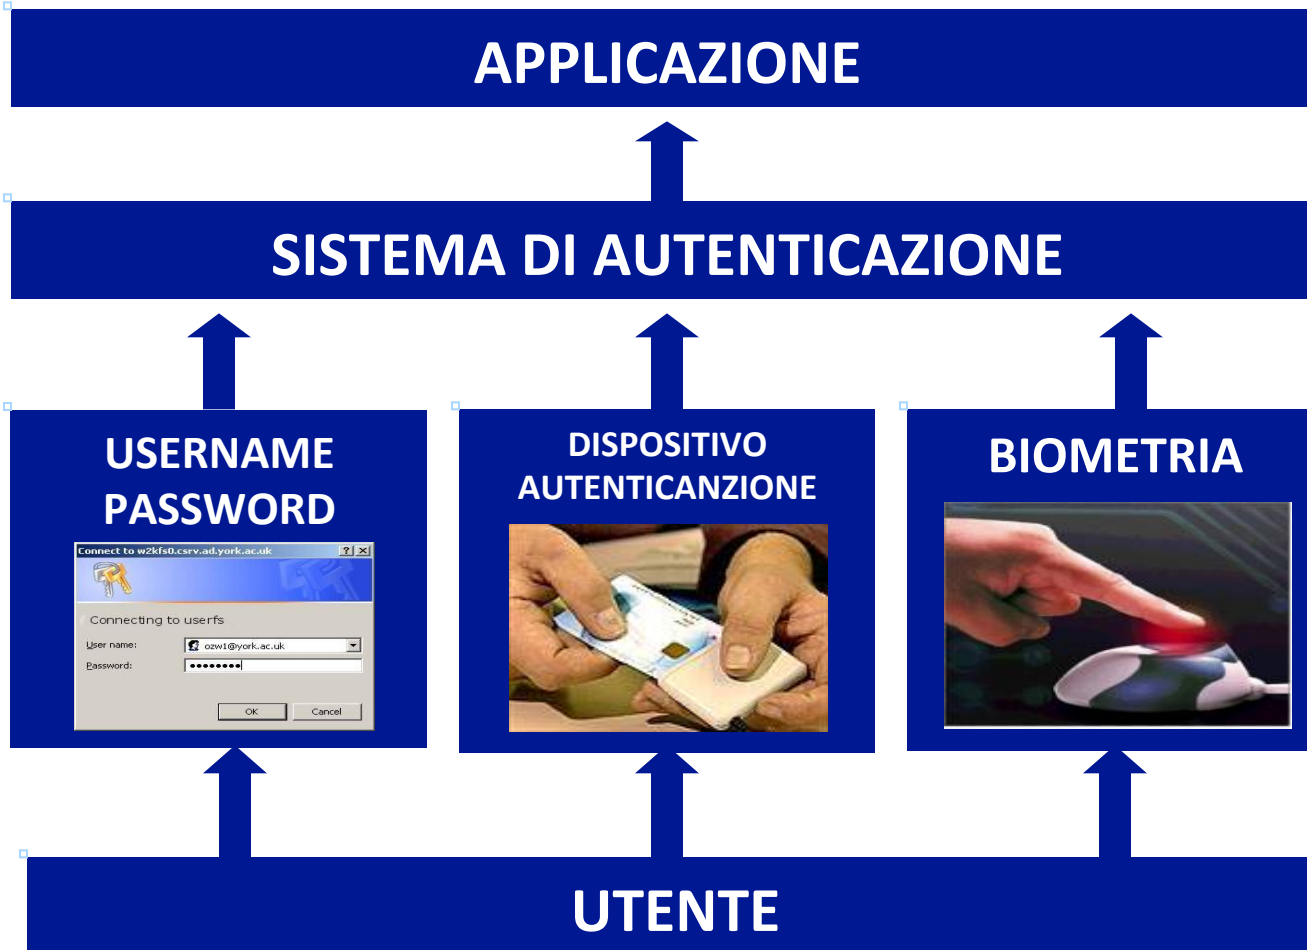 APPLICAZIONE
SISTEMA DI AUTENTICAZIONE
USERNAME
PASSWORD
Connect to w2kfs0.csrv.ad.york.ac.uk
Connecting to userfs
User name:
ozw1@york.ac.uk
Password:
OK
Cancel
DISPOSITIVO
AUTENTICANZIONE
BIOMETRIA
UTENTE